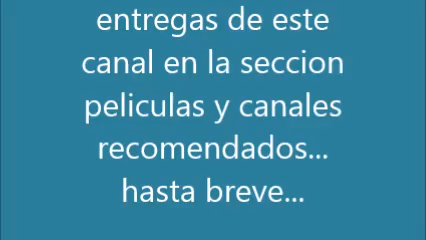 entregas de este
canal en la seccion
peliculas y canales
recomendados...
hasta breve...